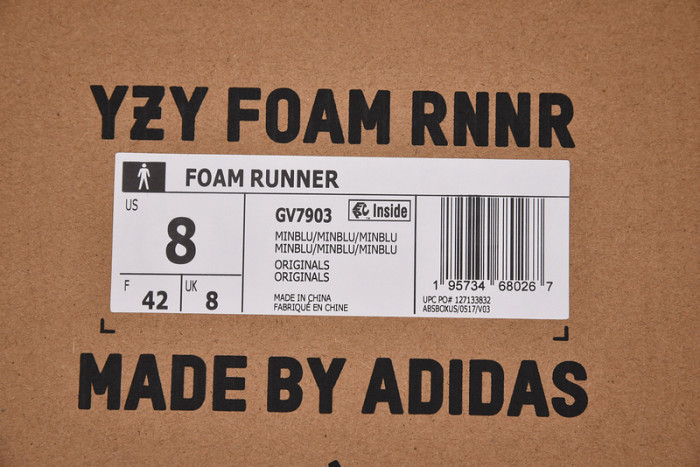 YƵY FOAM RNNR
FOAM RUNNER
US
8
F
42
UK
8
GV7903
Inside
MINBLU/MINBLU/MINBLU
MINBLU/MINBLU/MINBLU
ORIGINALS
ORIGINALS
MADE IN CHINA
FABRIQUÉ EN CHINE
1 95734 68026 7
UPC PO# 127133832
ABSBOXUS/0517/V03
MADE BY ADIDAS